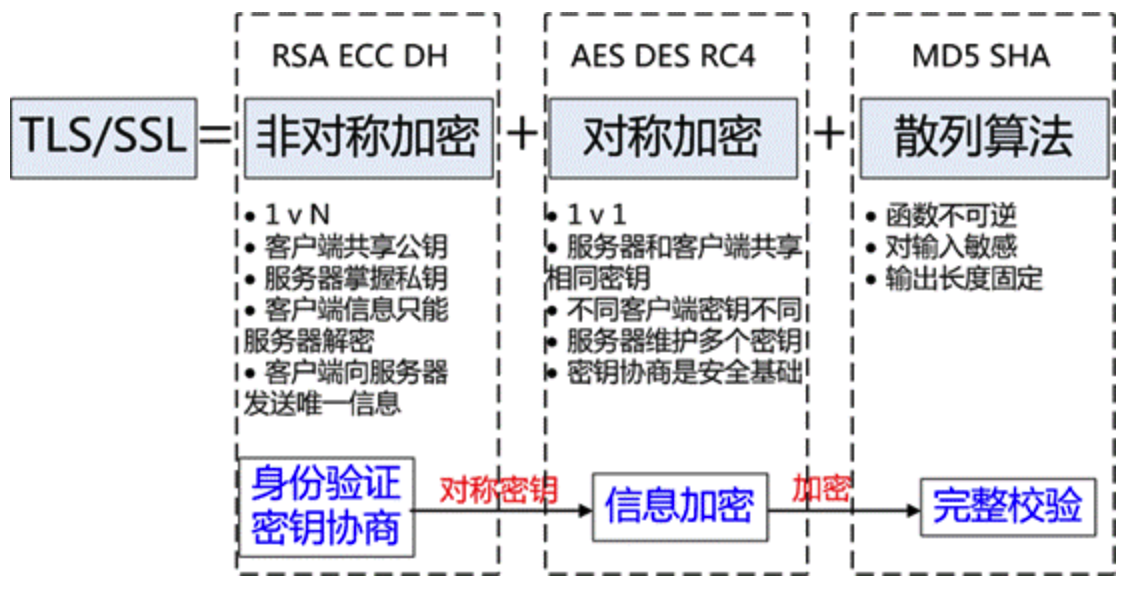 RSA ECC DH
AES DES RC4
MD5 SHA
TLS/SSL = 非对称加密 + 对称加密 + 散列算法
• 1 v N
• 客户端共享公钥
• 服务器掌握私钥
• 客户端信息只能
服务器解密
• 客户端向服务器
发送唯一信息
• 1 v 1
• 服务器和客户端共享
相同密钥
• 不同客户端密钥不同
• 服务器维护多个密钥
• 密钥协商是安全基础
• 函数不可逆
• 对输入敏感
• 输出长度固定
身份验证
密钥协商
对称密钥
信息加密
加密
完整校验